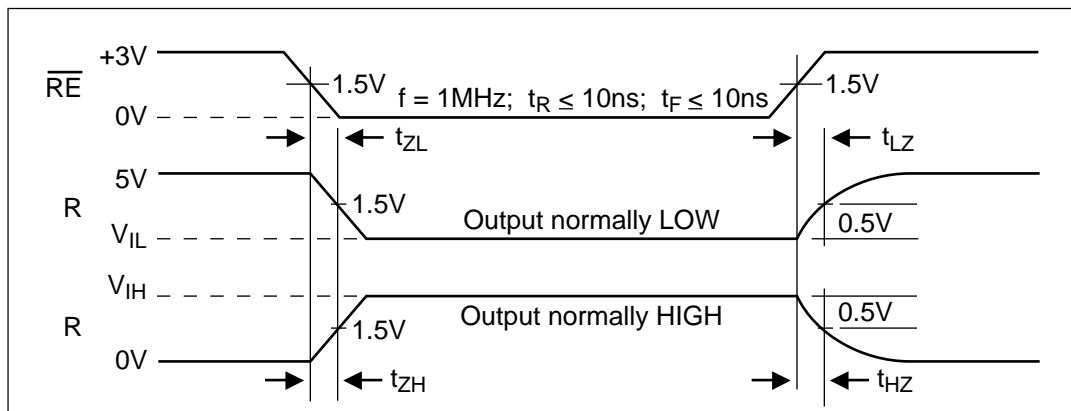 +3V
RE
1.5V
f = 1MHz; tR ≤ 10ns; tF ≤ 10ns
1.5V
0V
tZL
tLZ
5V
R
1.5V
Output normally LOW
0.5V
VIL
VIH
R
1.5V
Output normally HIGH
0.5V
0V
tZH
tHZ